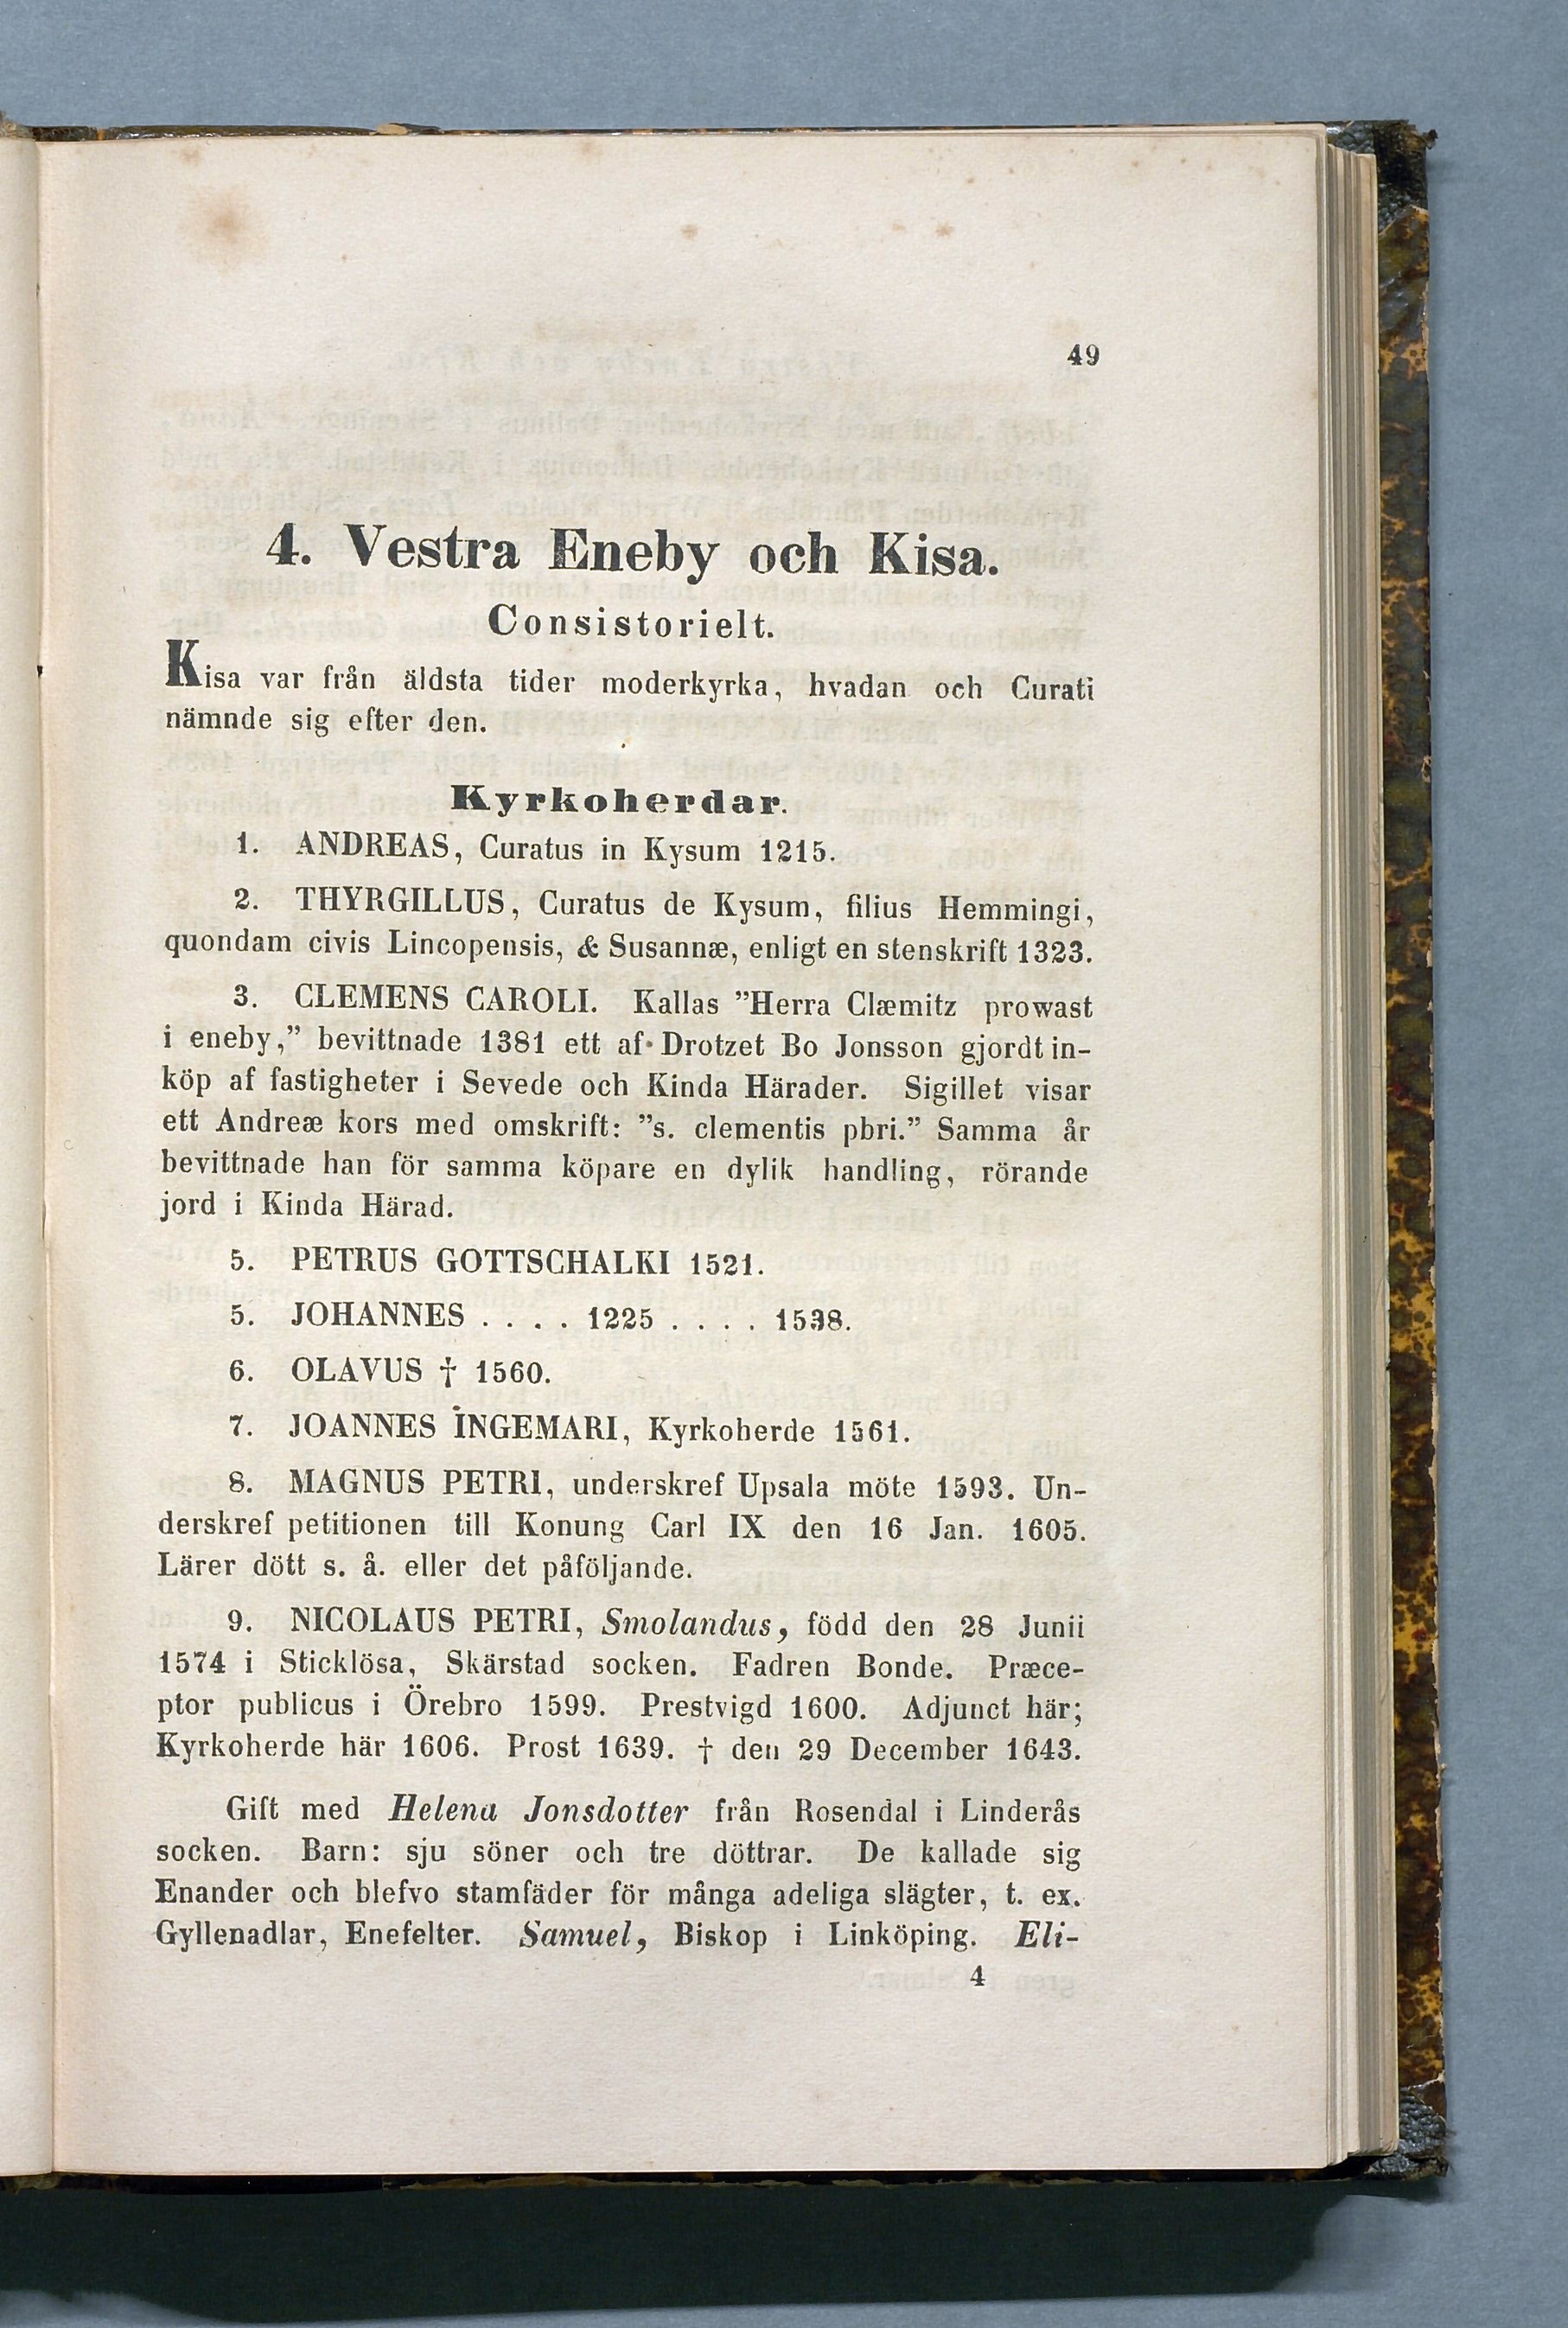 49
4. Vestra Eneby och Kisa.
Consistorielt.
Kisa var från äldsta tider moderkyrka, hvadan och Curati
nämnde sig efter den.
Kyrkoherdar.
1. ANDREAS, Curatus in Kysum 1215.
2. THYRGILLUS, Curatus de Kysum, filius Hemmingi,
quondam civis Lincopensis, & Susannæ, enligt en stenskrift 1323.
3. CLEMENS CAROLI. Kallas ”Herra Clæmitz prowast
i eneby,” bevittnade 1381 ett af Drotzet Bo Jonsson gjordt in-
köp af fastigheter i Sevede och Kinda Härader. Sigillet visar
ett Andreæ kors med omskrift: ”s. clementis pbri.” Samma år
bevittnade han för samma köpare en dylik handling, rörande
jord i Kinda Härad.
5. PETRUS GOTTSCHALKI 1521.
5. JOHANNES . . . . 1225 . . . . 1538.
6. OLAVUS † 1560.
7. JOANNES INGEMARI, Kyrkoherde 1561.
8. MAGNUS PETRI, underskref Upsala möte 1593. Un-
derskref petitionen till Konung Carl IX den 16 Jan. 1605.
Lärer dött s. å. eller det påföljande.
9. NICOLAUS PETRI, Smolandus, född den 28 Junii
1574 i Sticklösa, Skärstad socken. Fadren Bonde. Præce-
ptor publicus i Örebro 1599. Prestvigd 1600. Adjunct här;
Kyrkoherde här 1606. Prost 1639. † den 29 December 1643.
Gift med Helena Jonsdotter från Rosendal i Linderås
socken. Barn: sju söner och tre döttrar. De kallade sig
Enander och blefvo stamfäder för många adeliga slägter, t. ex.
Gyllenadlar, Enefelter. Samuel, Biskop i Linköping. Eli-
4